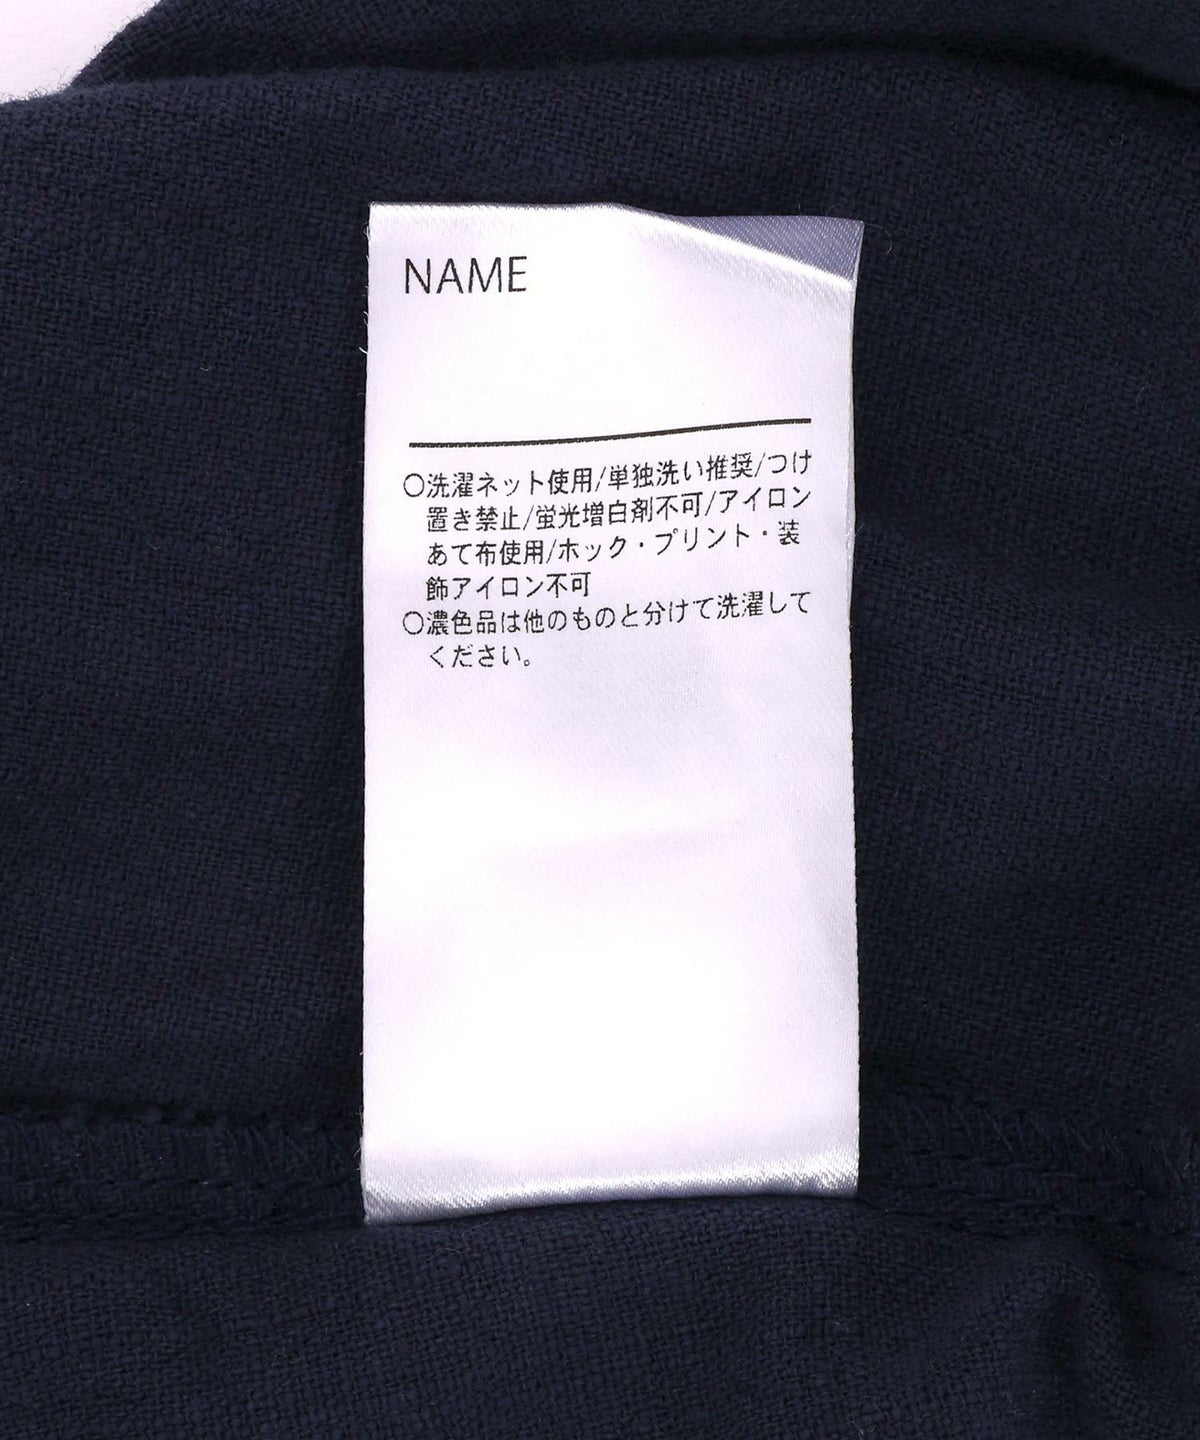 NAME
○洗濯ネット使用/単独洗い推奨/つけ
置き禁止/蛍光増白剤不可/アイロン
あて布使用/ホック・プリント・装
飾アイロン不可
○濃色品は他のものと分けて洗濯して
ください。